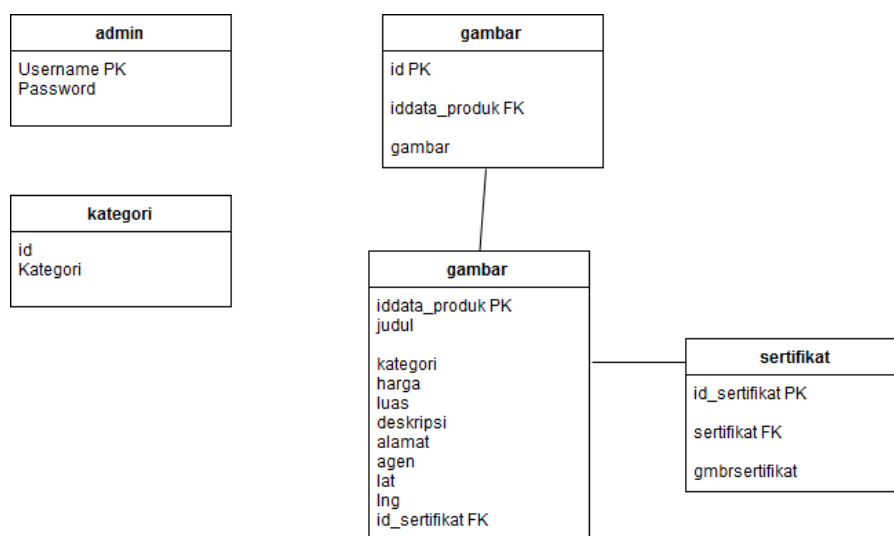 admin
Username PK
Password
gambar
id PK
iddata_produk FK
gambar
kategori
id
Kategori
gambar
iddata_produk PK
judul
kategori
harga
luas
deskripsi
alamat
agen
lat
lng
id_sertifikat FK
sertifikat
id_sertifikat PK
sertifikat FK
gmbrsertifikat